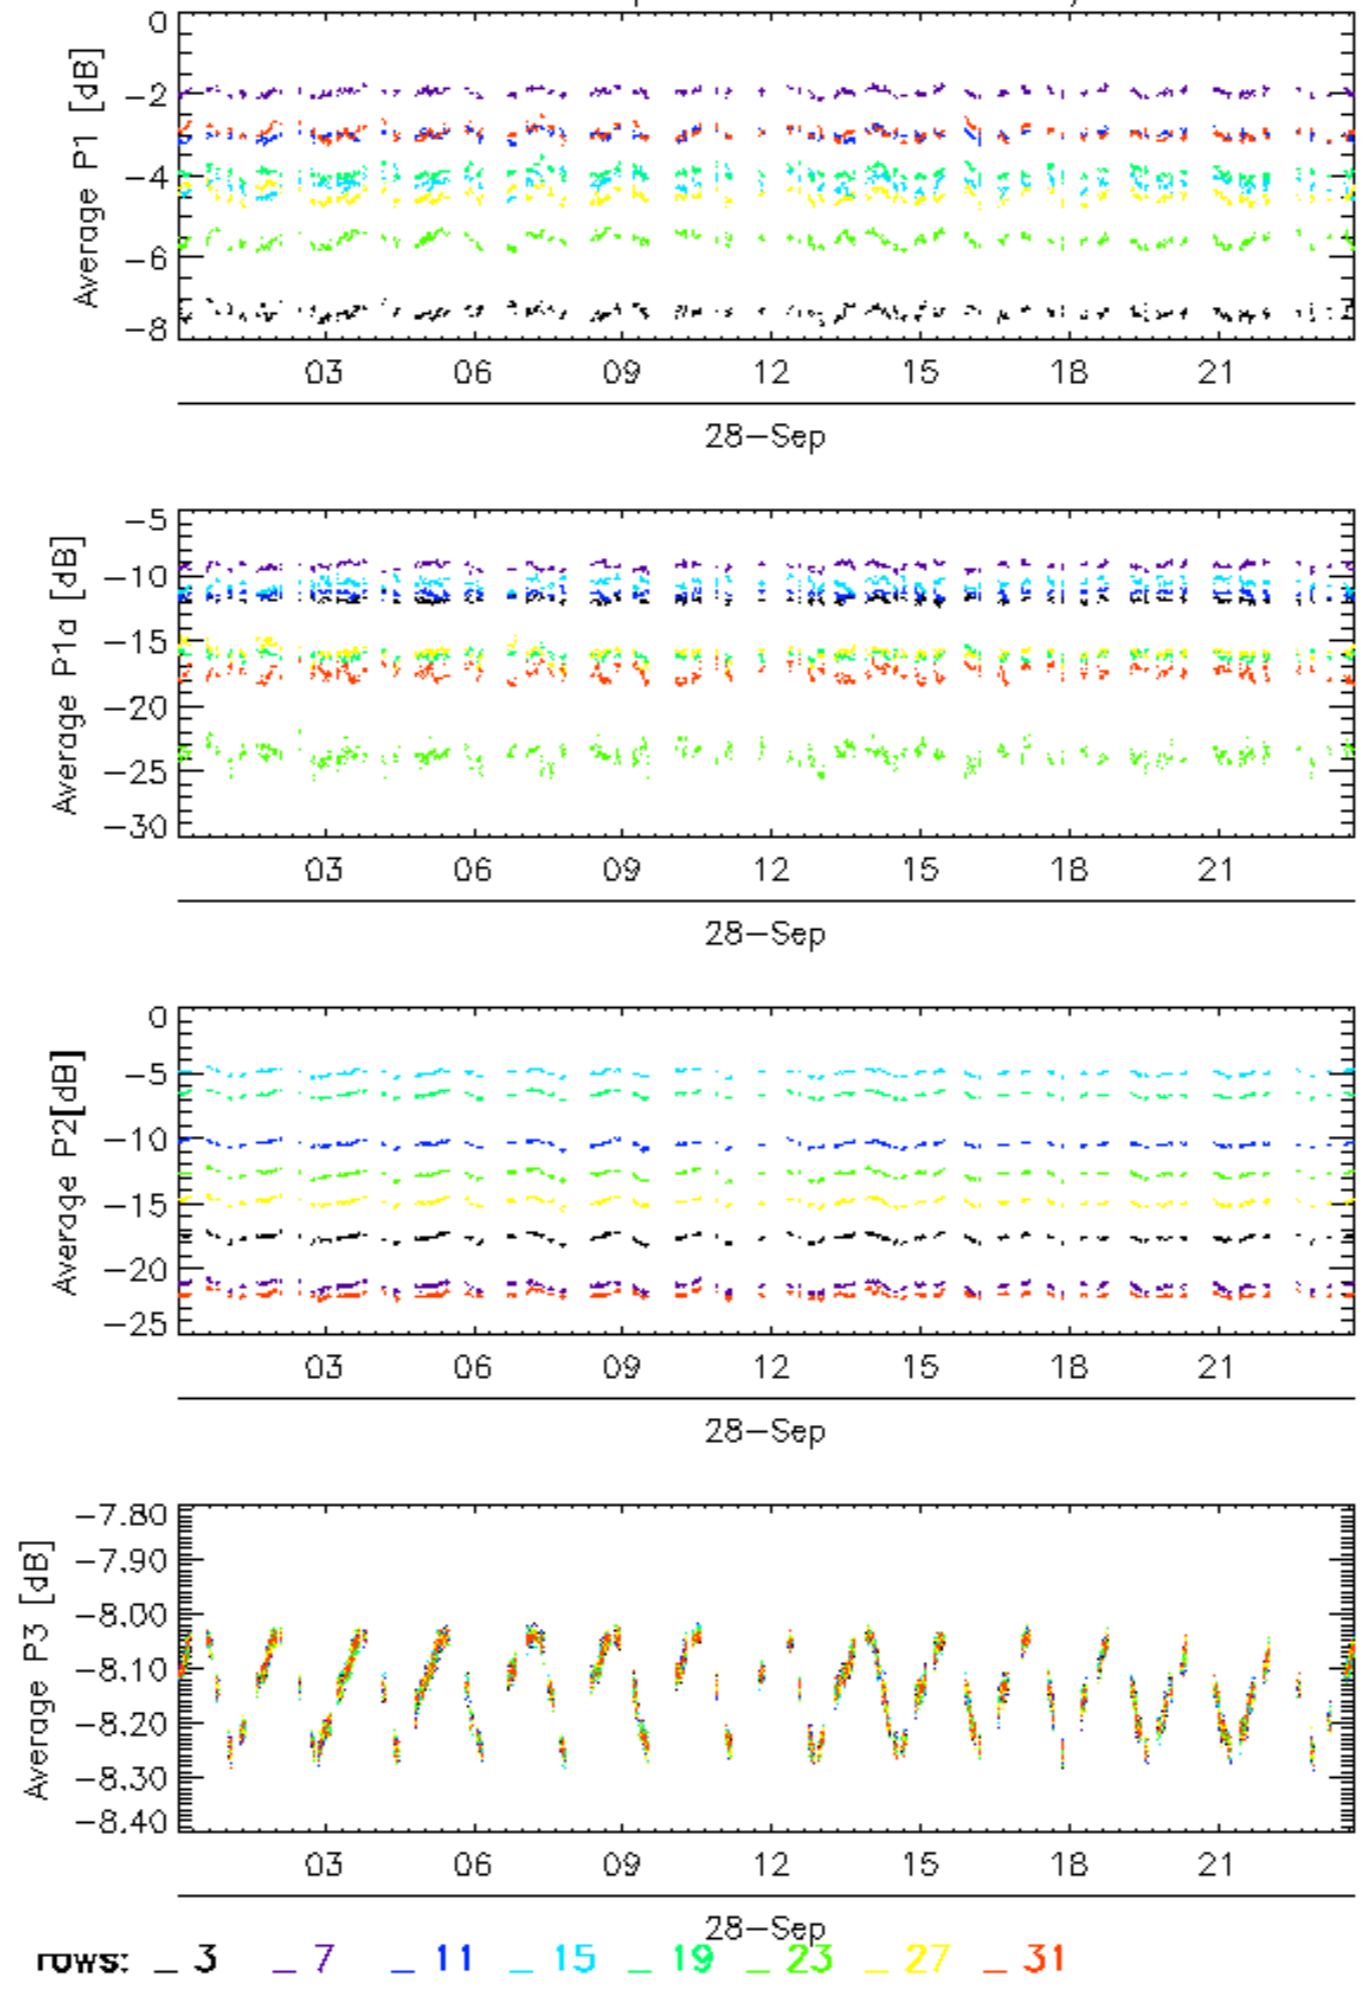 0
-2
-4
-6
-8
Average P1 [dB]
03 06 09 12 15 18 21
28-Sep
-5
-10
-15
-20
-25
-30
Average P1a [dB]
03 06 09 12 15 18 21
28-Sep
0
-5
-10
-15
-20
-25
Average P2[dB]
03 06 09 12 15 18 21
28-Sep
-7.80
-7.90
-8.00
-8.10
-8.20
-8.30
-8.40
Average P3 [dB]
03 06 09 12 15 18 21
28-Sep
rows: _ 3 _ 7 _ 11 _ 15 _ 19 _ 23 _ 27 _ 31